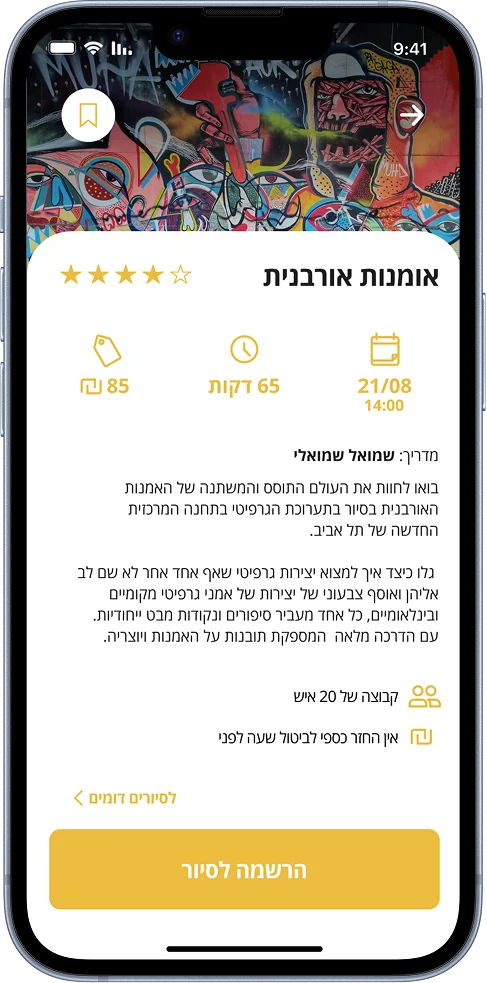 9:41
אומנות אורבנית
21/08
14:00
65 דקות
85 ₪
מדריך: שמואל שמואלי
בואו לחוות את העולם התוסס והמשתנה של האמנות
האורבנית בסיור בתערוכת הגרפיטי בתחנה המרכזית
החדשה של תל אביב.
גלו כיצד איך למצוא יצירות גרפיטי שאף אחד אחר לא שם לב
אליהן ואוסף צבעוני של יצירות של אמני גרפיטי מקומיים
ובינלאומיים, כל אחד מעביר סיפורים ונקודות מבט ייחודיות.
עם הדרכה מלאה המספקת תובנות על האמנות ויוצריה.
קבוצה של 20 איש
אין החזר כספי לביטול שעה לפני
לסיורים דומים
הרשמה לסיור